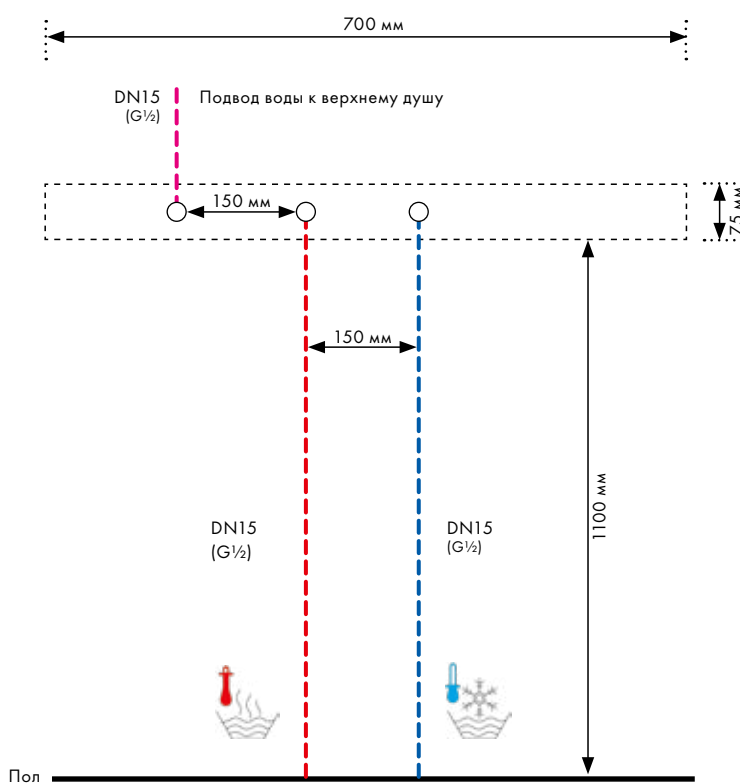 700 мм
DN15 Подвод воды к верхнему душу
(G½)
150 мм
75 мм
150 мм
1100 мм
DN15
(G½)
DN15
(G½)
Пол